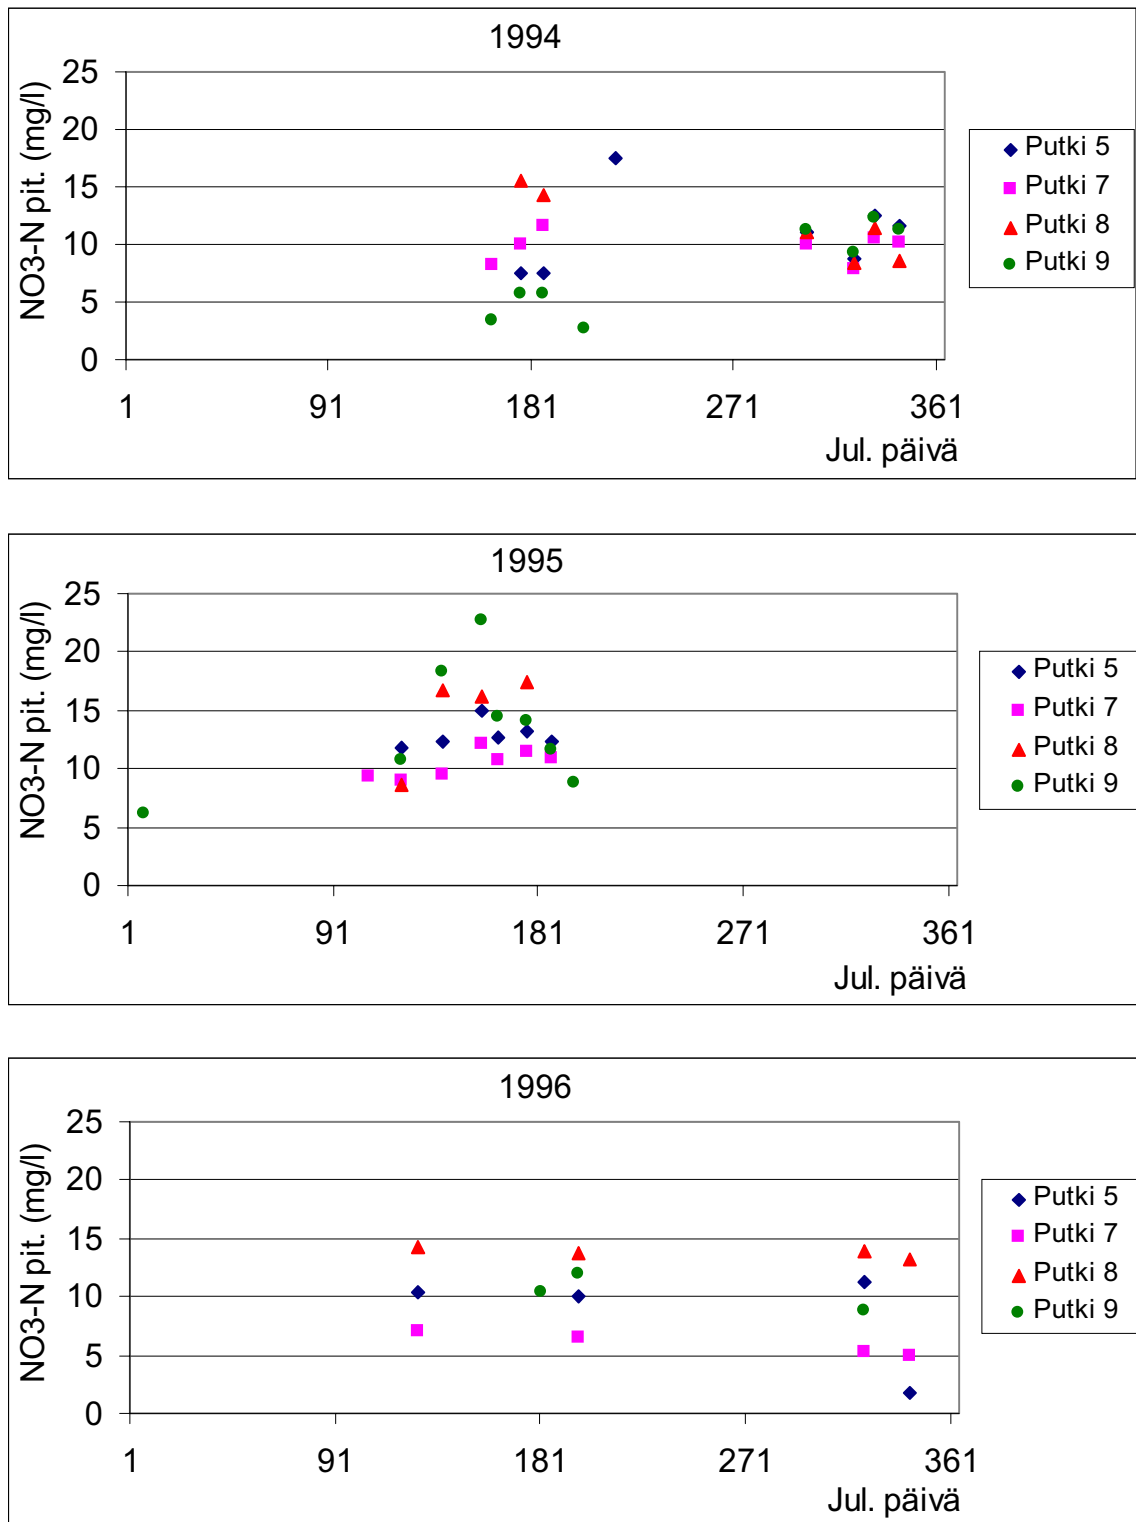 1994
NO3-N pit. (mg/l)
25
20
15
10
5
0
1 91 181 271 361
Jul. päivä
Putki 5
Putki 7
Putki 8
Putki 9
1995
NO3-N pit. (mg/l)
25
20
15
10
5
0
1 91 181 271 361
Jul. päivä
Putki 5
Putki 7
Putki 8
Putki 9
1996
NO3-N pit. (mg/l)
25
20
15
10
5
0
1 91 181 271 361
Jul. päivä
Putki 5
Putki 7
Putki 8
Putki 9